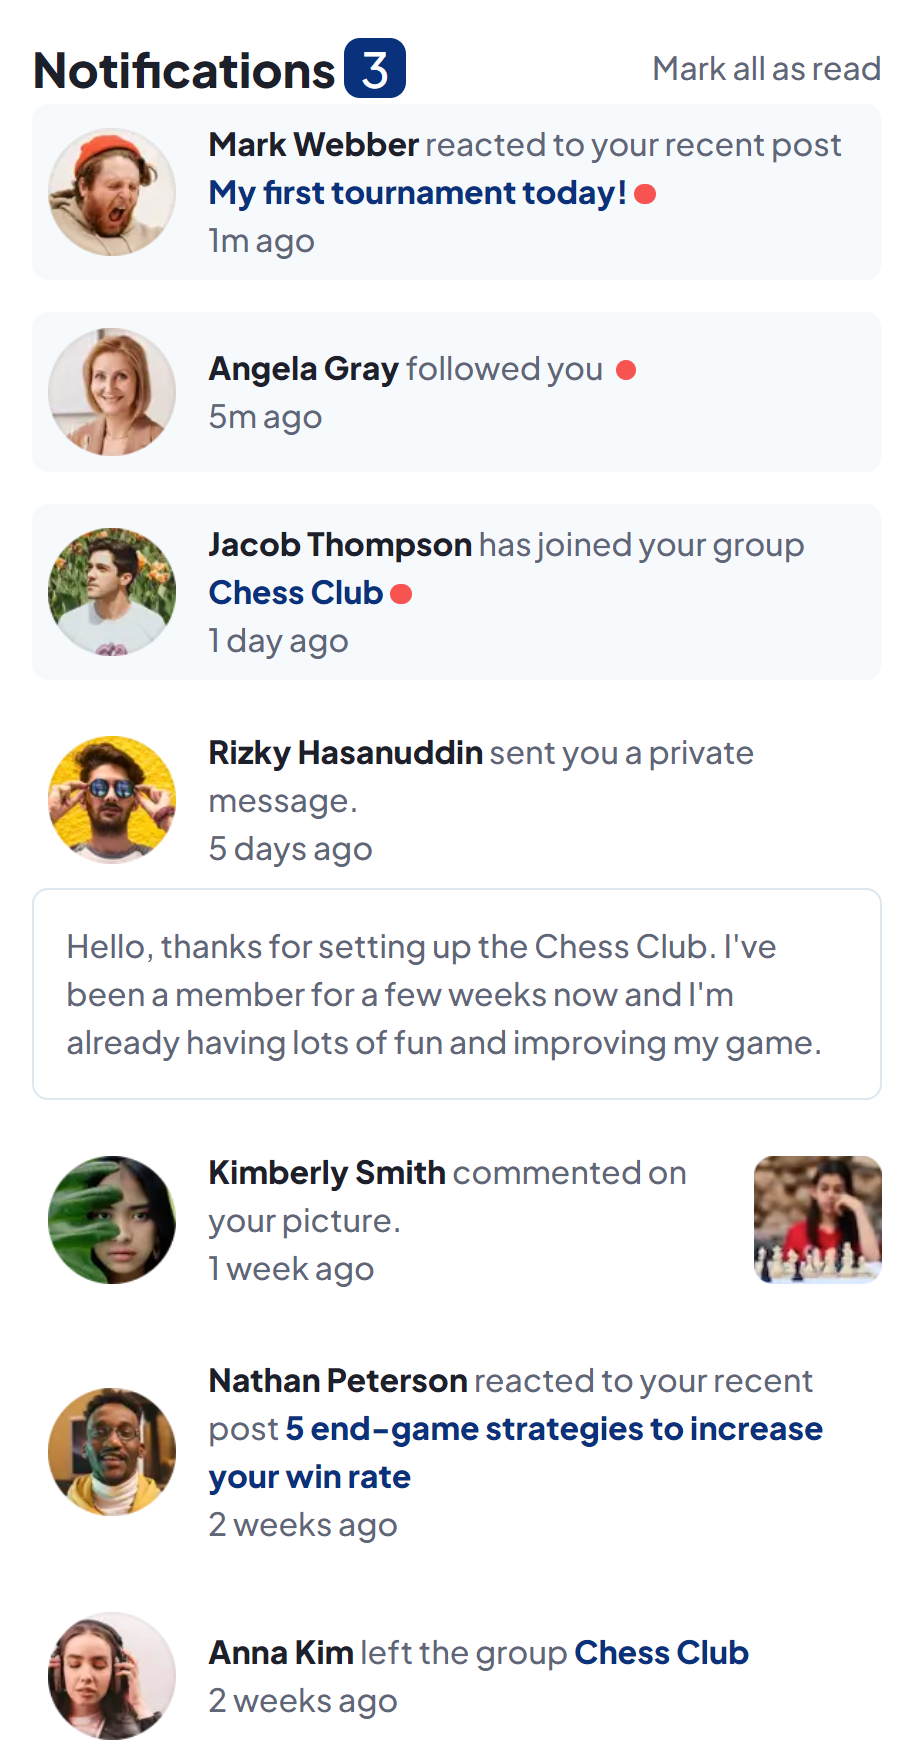 Notifications 3 Mark all as read
Mark Webber reacted to your recent post
My first tournament today!
1m ago
Angela Gray followed you
5m ago
Jacob Thompson has joined your group
Chess Club
1 day ago
Rizky Hasanuddin sent you a private
message.
5 days ago
Hello, thanks for setting up the Chess Club. I've
been a member for a few weeks now and I'm
already having lots of fun and improving my game.
Kimberly Smith commented on
your picture.
1 week ago
Nathan Peterson reacted to your recent
post 5 end-game strategies to increase
your win rate
2 weeks ago
Anna Kim left the group Chess Club
2 weeks ago